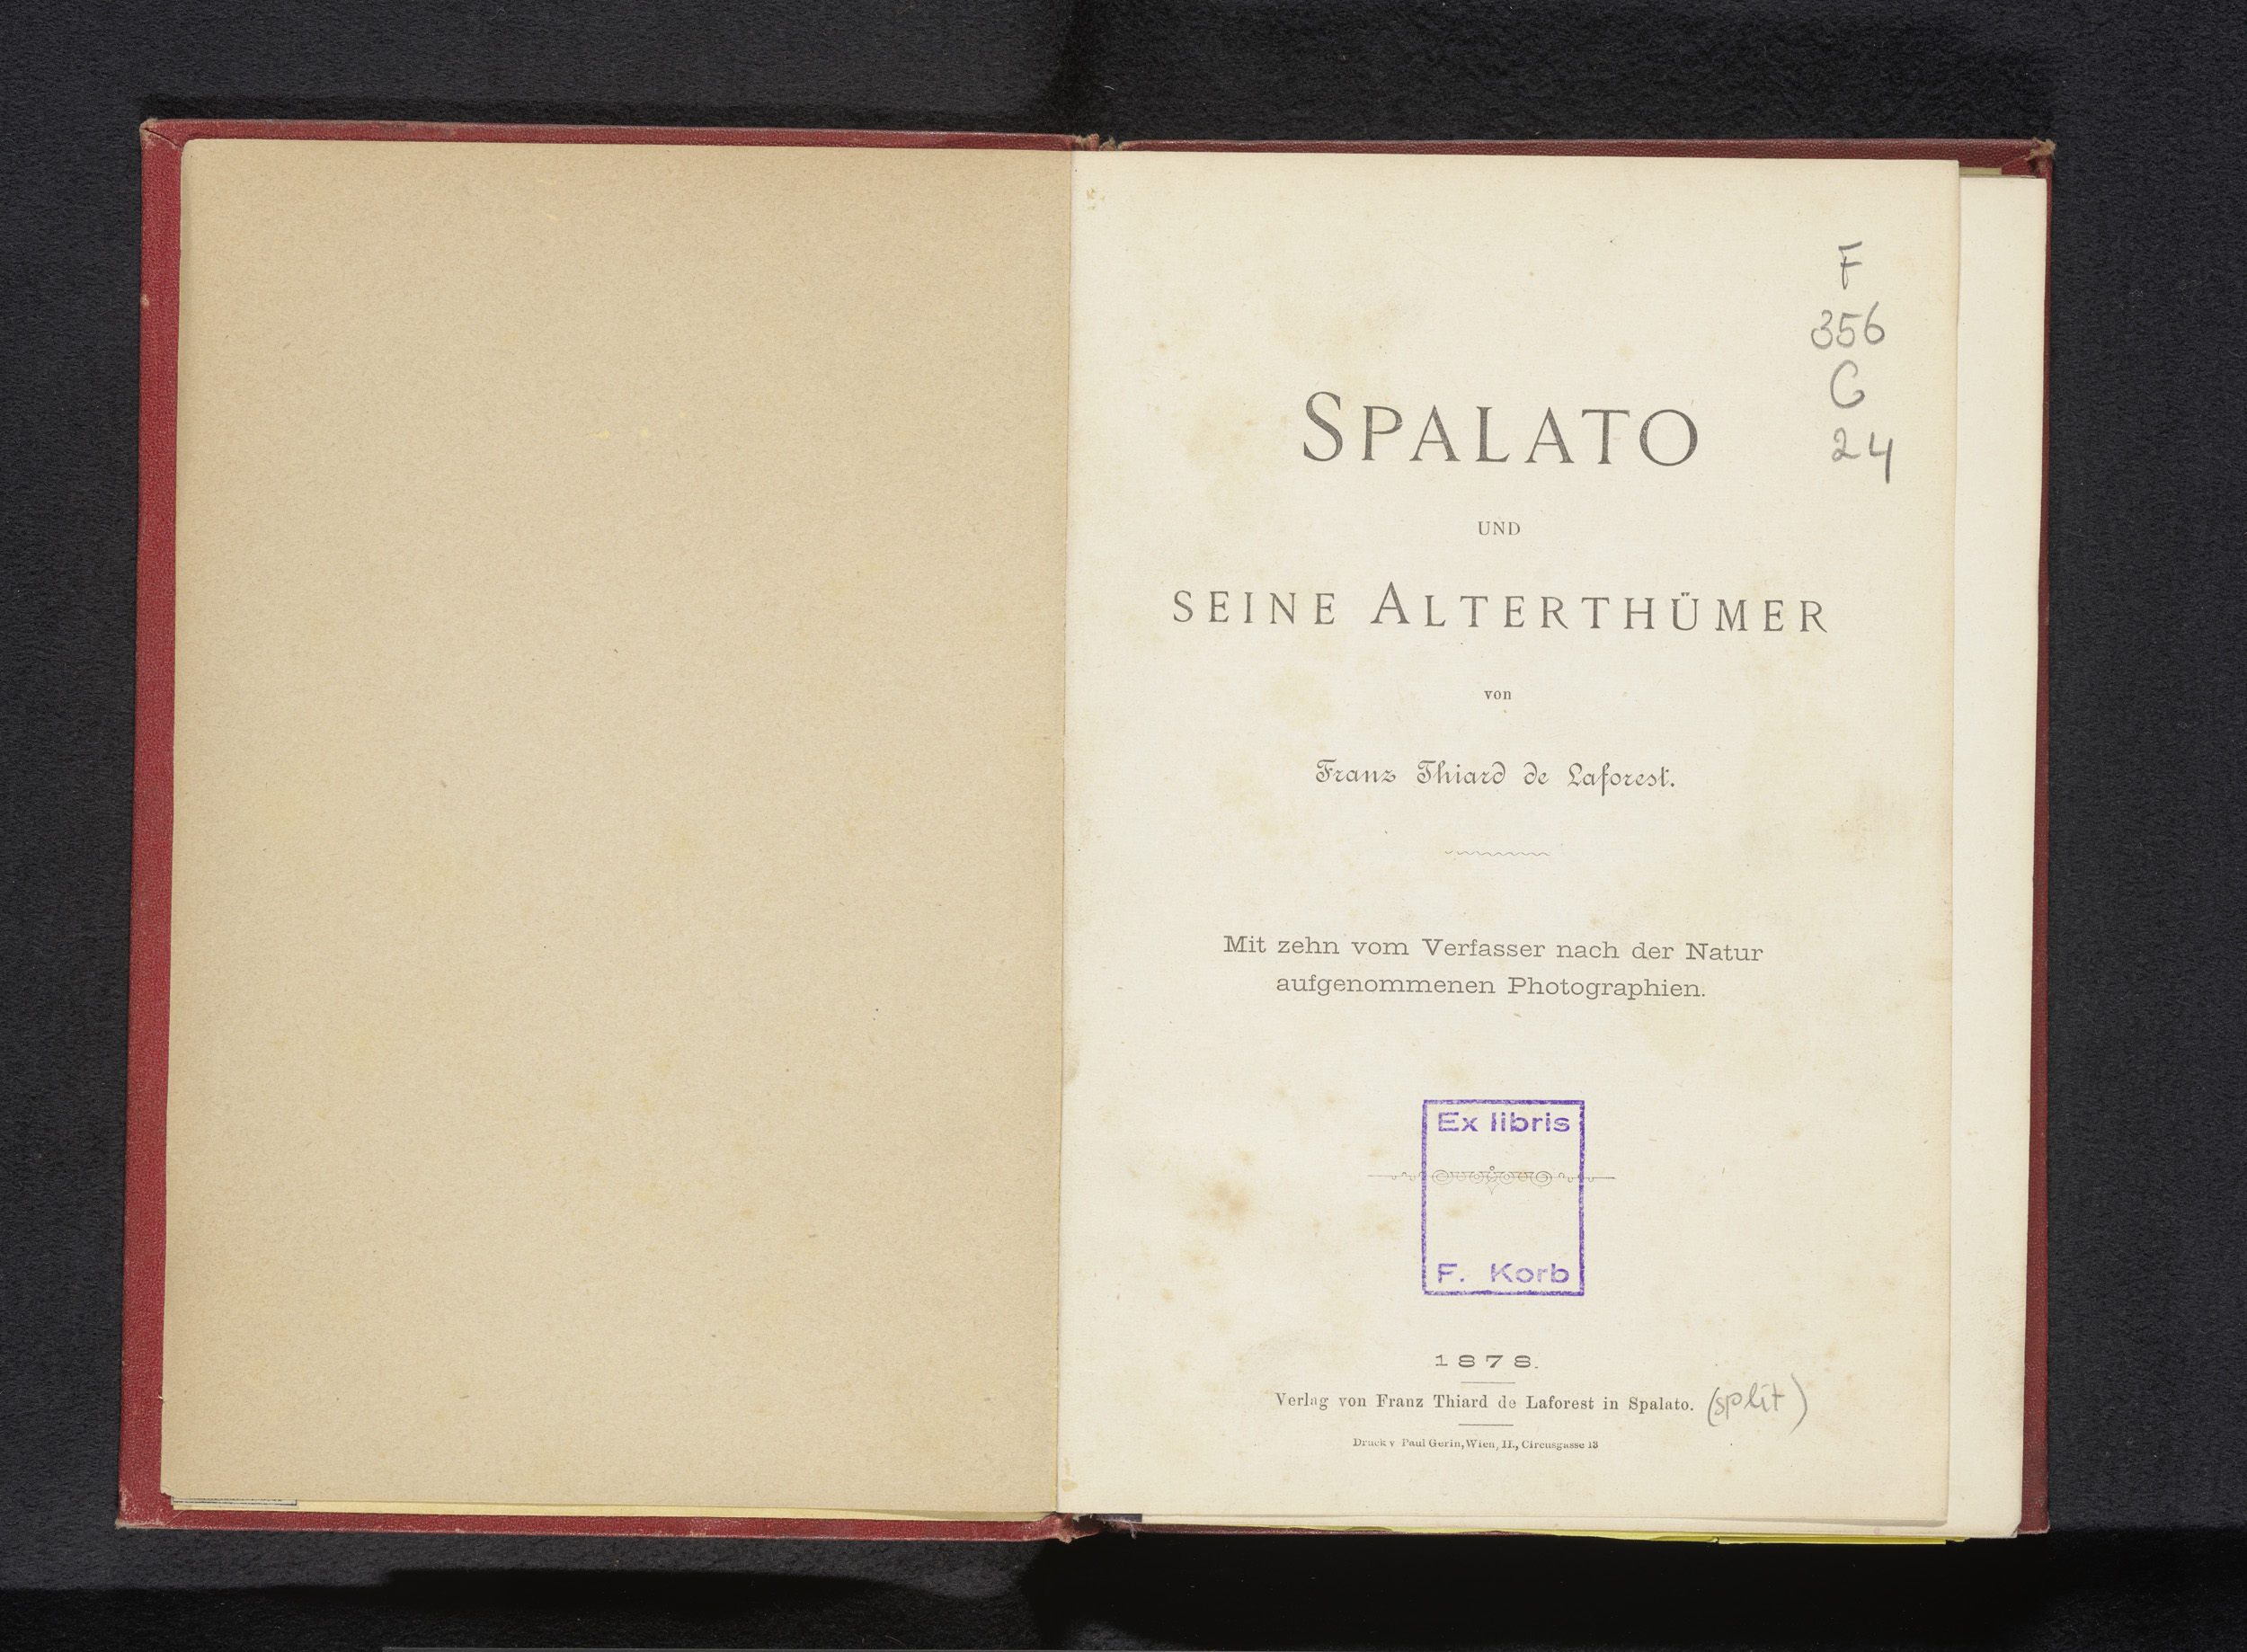 F
356
G
24
SPALATO
UND
SEINE ALTERTHÜMER
von
Franz Thiard de Laforest.
Mit zehn vom Verfasser nach der Natur
aufgenommenen Photographien.
Ex libris
F. Korb
1878.
Verlag von Franz Thiard de Laforest in Spalato. (split)
Druck v Paul Gerin, Wien, II., Circusgasse 13